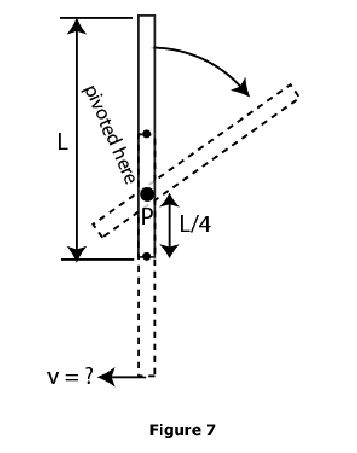 L
pivoted here
P
L/4
v = ?
Figure 7